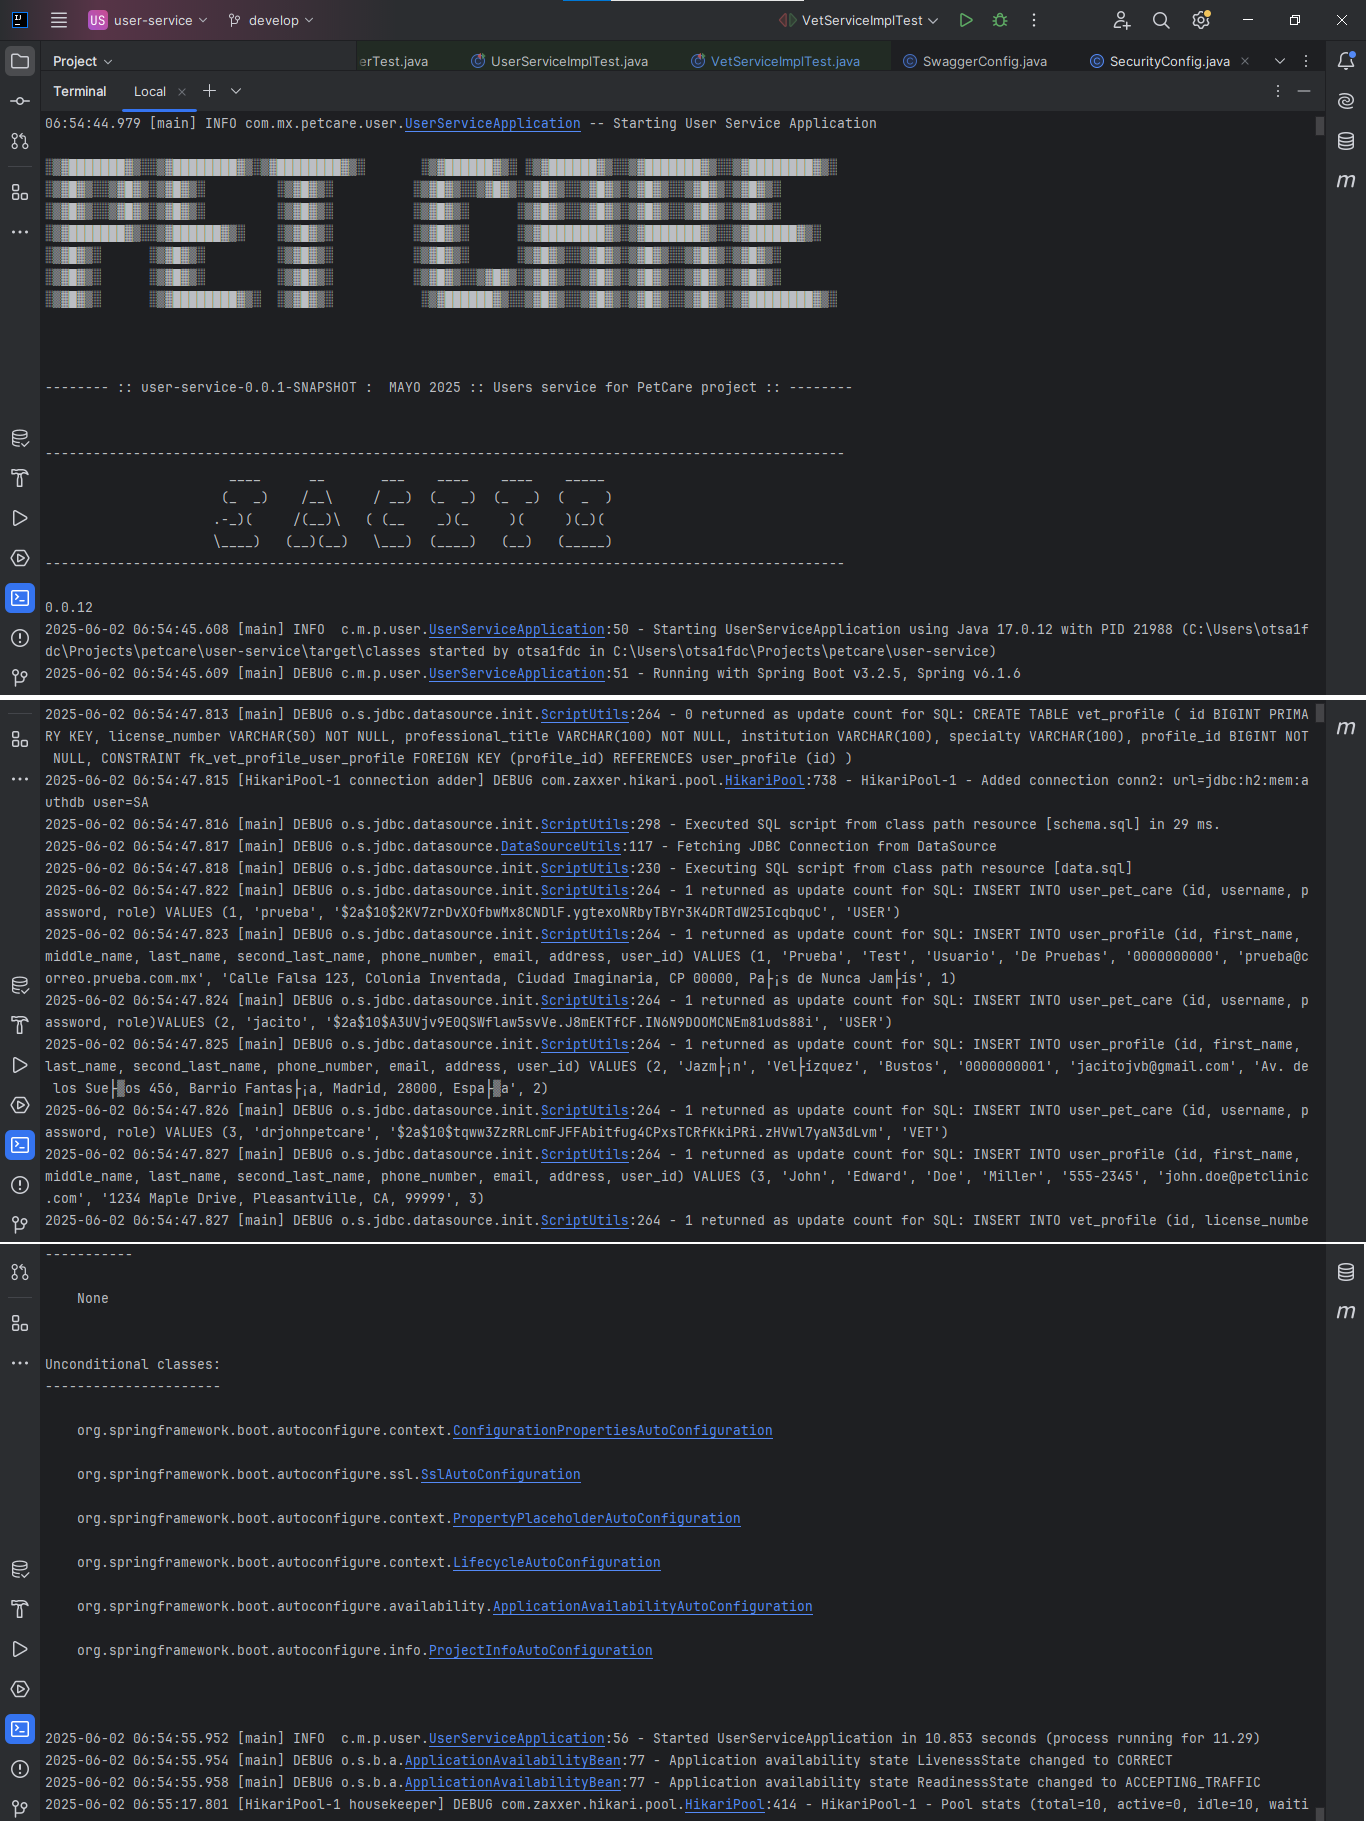 US user-service develop VetServiceImplTest
Project erTest.java UserServiceImplTest.java VetServiceImplTest.java SwaggerConfig.java SecurityConfig.java
Terminal Local
06:54:44.979 [main] INFO com.mx.petcare.user.UserServiceApplication -- Starting User Service Application
PET CARE
-------- :: user-service-0.0.1-SNAPSHOT :  MAYO 2025 :: Users service for PetCare project :: --------
----------------------------------------------------------------------------------------------------
JACITO
----------------------------------------------------------------------------------------------------
0.0.12
2025-06-02 06:54:45.608 [main] INFO  c.m.p.user.UserServiceApplication:50 - Starting UserServiceApplication using Java 17.0.12 with PID 21988 (C:\Users\otsa1f
dc\Projects\petcare\user-service\target\classes started by otsa1fdc in C:\Users\otsa1fdc\Projects\petcare\user-service)
2025-06-02 06:54:45.609 [main] DEBUG c.m.p.user.UserServiceApplication:51 - Running with Spring Boot v3.2.5, Spring v6.1.6
2025-06-02 06:54:47.813 [main] DEBUG o.s.jdbc.datasource.init.ScriptUtils:264 - 0 returned as update count for SQL: CREATE TABLE vet_profile ( id BIGINT PRIMA
RY KEY, license_number VARCHAR(50) NOT NULL, professional_title VARCHAR(100) NOT NULL, institution VARCHAR(100), specialty VARCHAR(100), profile_id BIGINT NOT
 NULL, CONSTRAINT fk_vet_profile_user_profile FOREIGN KEY (profile_id) REFERENCES user_profile (id) )
2025-06-02 06:54:47.815 [HikariPool-1 connection adder] DEBUG com.zaxxer.hikari.pool.HikariPool:738 - HikariPool-1 - Added connection conn2: url=jdbc:h2:mem:a
uthdb user=SA
2025-06-02 06:54:47.816 [main] DEBUG o.s.jdbc.datasource.init.ScriptUtils:298 - Executed SQL script from class path resource [schema.sql] in 29 ms.
2025-06-02 06:54:47.817 [main] DEBUG o.s.jdbc.datasource.DataSourceUtils:117 - Fetching JDBC Connection from DataSource
2025-06-02 06:54:47.818 [main] DEBUG o.s.jdbc.datasource.init.ScriptUtils:230 - Executing SQL script from class path resource [data.sql]
2025-06-02 06:54:47.822 [main] DEBUG o.s.jdbc.datasource.init.ScriptUtils:264 - 1 returned as update count for SQL: INSERT INTO user_pet_care (id, username, p
assword, role) VALUES (1, 'prueba', '$2a$10$2KV7zrDvXOfbwMx8CNDlF.ygtexoNRbyTBYr3K4DRTdW25IcqbquC', 'USER')
2025-06-02 06:54:47.823 [main] DEBUG o.s.jdbc.datasource.init.ScriptUtils:264 - 1 returned as update count for SQL: INSERT INTO user_profile (id, first_name,
middle_name, last_name, second_last_name, phone_number, email, address, user_id) VALUES (1, 'Prueba', 'Test', 'Usuario', 'De Pruebas', '0000000000', 'prueba@c
orreo.prueba.com.mx', 'Calle Falsa 123, Colonia Inventada, Ciudad Imaginaria, CP 00000, Pa├¡s de Nunca Jam├ís', 1)
2025-06-02 06:54:47.824 [main] DEBUG o.s.jdbc.datasource.init.ScriptUtils:264 - 1 returned as update count for SQL: INSERT INTO user_pet_care (id, username, p
assword, role)VALUES (2, 'jacito', '$2a$10$A3UVjv9E0QSWflaw5svVe.J8mEKTfCF.IN6N9DOOMCNEm81uds88i', 'USER')
2025-06-02 06:54:47.825 [main] DEBUG o.s.jdbc.datasource.init.ScriptUtils:264 - 1 returned as update count for SQL: INSERT INTO user_profile (id, first_name,
last_name, second_last_name, phone_number, email, address, user_id) VALUES (2, 'Jazm├¡n', 'Vel├ízquez', 'Bustos', '0000000001', 'jacitojvb@gmail.com', 'Av. de
 los Sue├▒os 456, Barrio Fantas├¡a, Madrid, 28000, Espa├▒a', 2)
2025-06-02 06:54:47.826 [main] DEBUG o.s.jdbc.datasource.init.ScriptUtils:264 - 1 returned as update count for SQL: INSERT INTO user_pet_care (id, username, p
assword, role) VALUES (3, 'drjohnpetcare', '$2a$10$tqww3ZzRRLcmFJFFAbitfug4CPxsTCRfKkiPRi.zHVwl7yaN3dLvm', 'VET')
2025-06-02 06:54:47.827 [main] DEBUG o.s.jdbc.datasource.init.ScriptUtils:264 - 1 returned as update count for SQL: INSERT INTO user_profile (id, first_name,
middle_name, last_name, second_last_name, phone_number, email, address, user_id) VALUES (3, 'John', 'Edward', 'Doe', 'Miller', '555-2345', 'john.doe@petclinic
.com', '1234 Maple Drive, Pleasantville, CA, 99999', 3)
2025-06-02 06:54:47.827 [main] DEBUG o.s.jdbc.datasource.init.ScriptUtils:264 - 1 returned as update count for SQL: INSERT INTO vet_profile (id, license_numbe
-----------
None
Unconditional classes:
----------------------
org.springframework.boot.autoconfigure.context.ConfigurationPropertiesAutoConfiguration
org.springframework.boot.autoconfigure.ssl.SslAutoConfiguration
org.springframework.boot.autoconfigure.context.PropertyPlaceholderAutoConfiguration
org.springframework.boot.autoconfigure.context.LifecycleAutoConfiguration
org.springframework.boot.autoconfigure.availability.ApplicationAvailabilityAutoConfiguration
org.springframework.boot.autoconfigure.info.ProjectInfoAutoConfiguration
2025-06-02 06:54:55.952 [main] INFO  c.m.p.user.UserServiceApplication:56 - Started UserServiceApplication in 10.853 seconds (process running for 11.29)
2025-06-02 06:54:55.954 [main] DEBUG o.s.b.a.ApplicationAvailabilityBean:77 - Application availability state LivenessState changed to CORRECT
2025-06-02 06:54:55.958 [main] DEBUG o.s.b.a.ApplicationAvailabilityBean:77 - Application availability state ReadinessState changed to ACCEPTING_TRAFFIC
2025-06-02 06:55:17.801 [HikariPool-1 housekeeper] DEBUG com.zaxxer.hikari.pool.HikariPool:414 - HikariPool-1 - Pool stats (total=10, active=0, idle=10, waiti